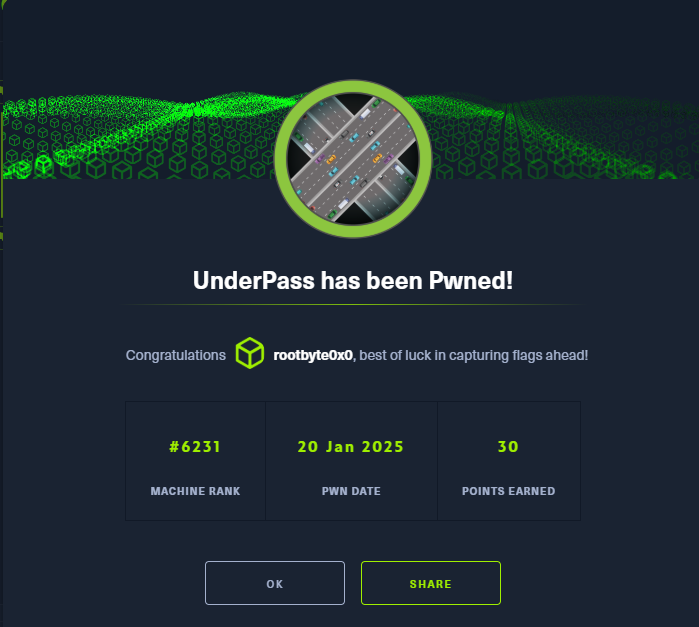 UnderPass has been Pwned!
Congratulations rootbyte0x0, best of luck in capturing flags ahead!
#6231 20 Jan 2025 30
MACHINE RANK PWN DATE POINTS EARNED
OK SHARE